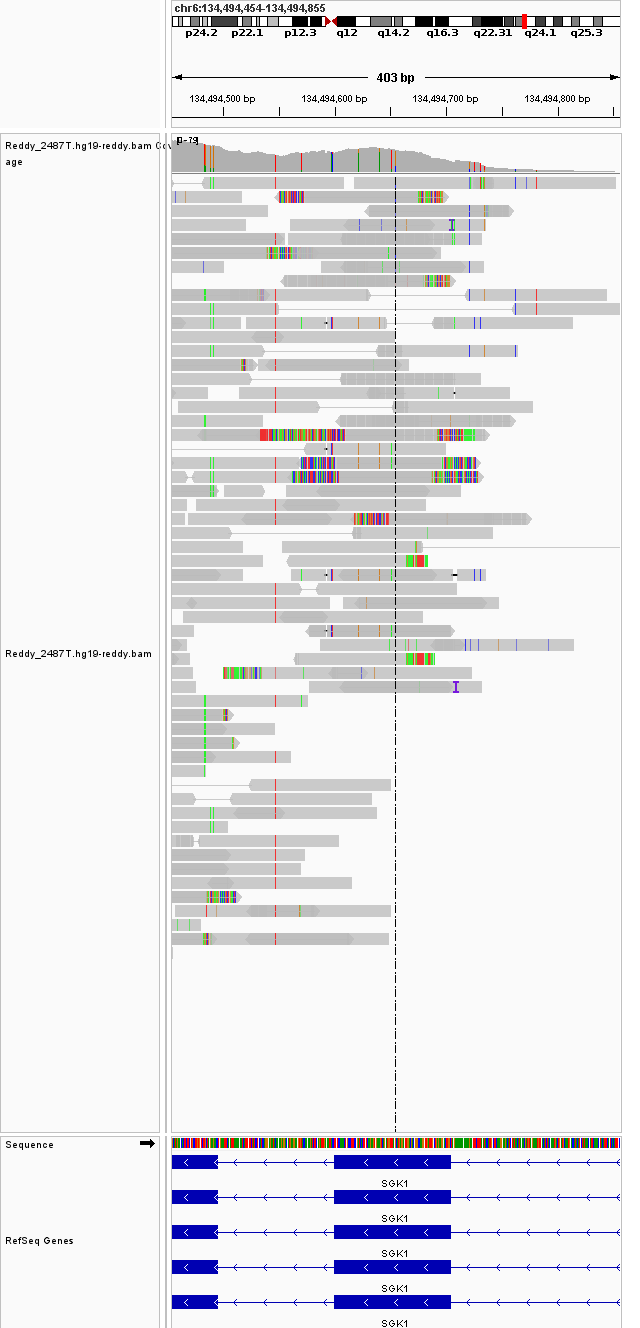 chr6:134,494,454-134,494,855
p24.2 p22.1 p12.3 q12 q14.2 q16.3 q22.31 q24.1 q25.3
403 bp
134,494,500 bp 134,494,600 bp 134,494,700 bp 134,494,800 bp
Reddy_2487T.hg19-reddy.bam Cov
age
Reddy_2487T.hg19-reddy.bam
Sequence
SGK1
SGK1
RefSeq Genes
SGK1
SGK1
SGK1